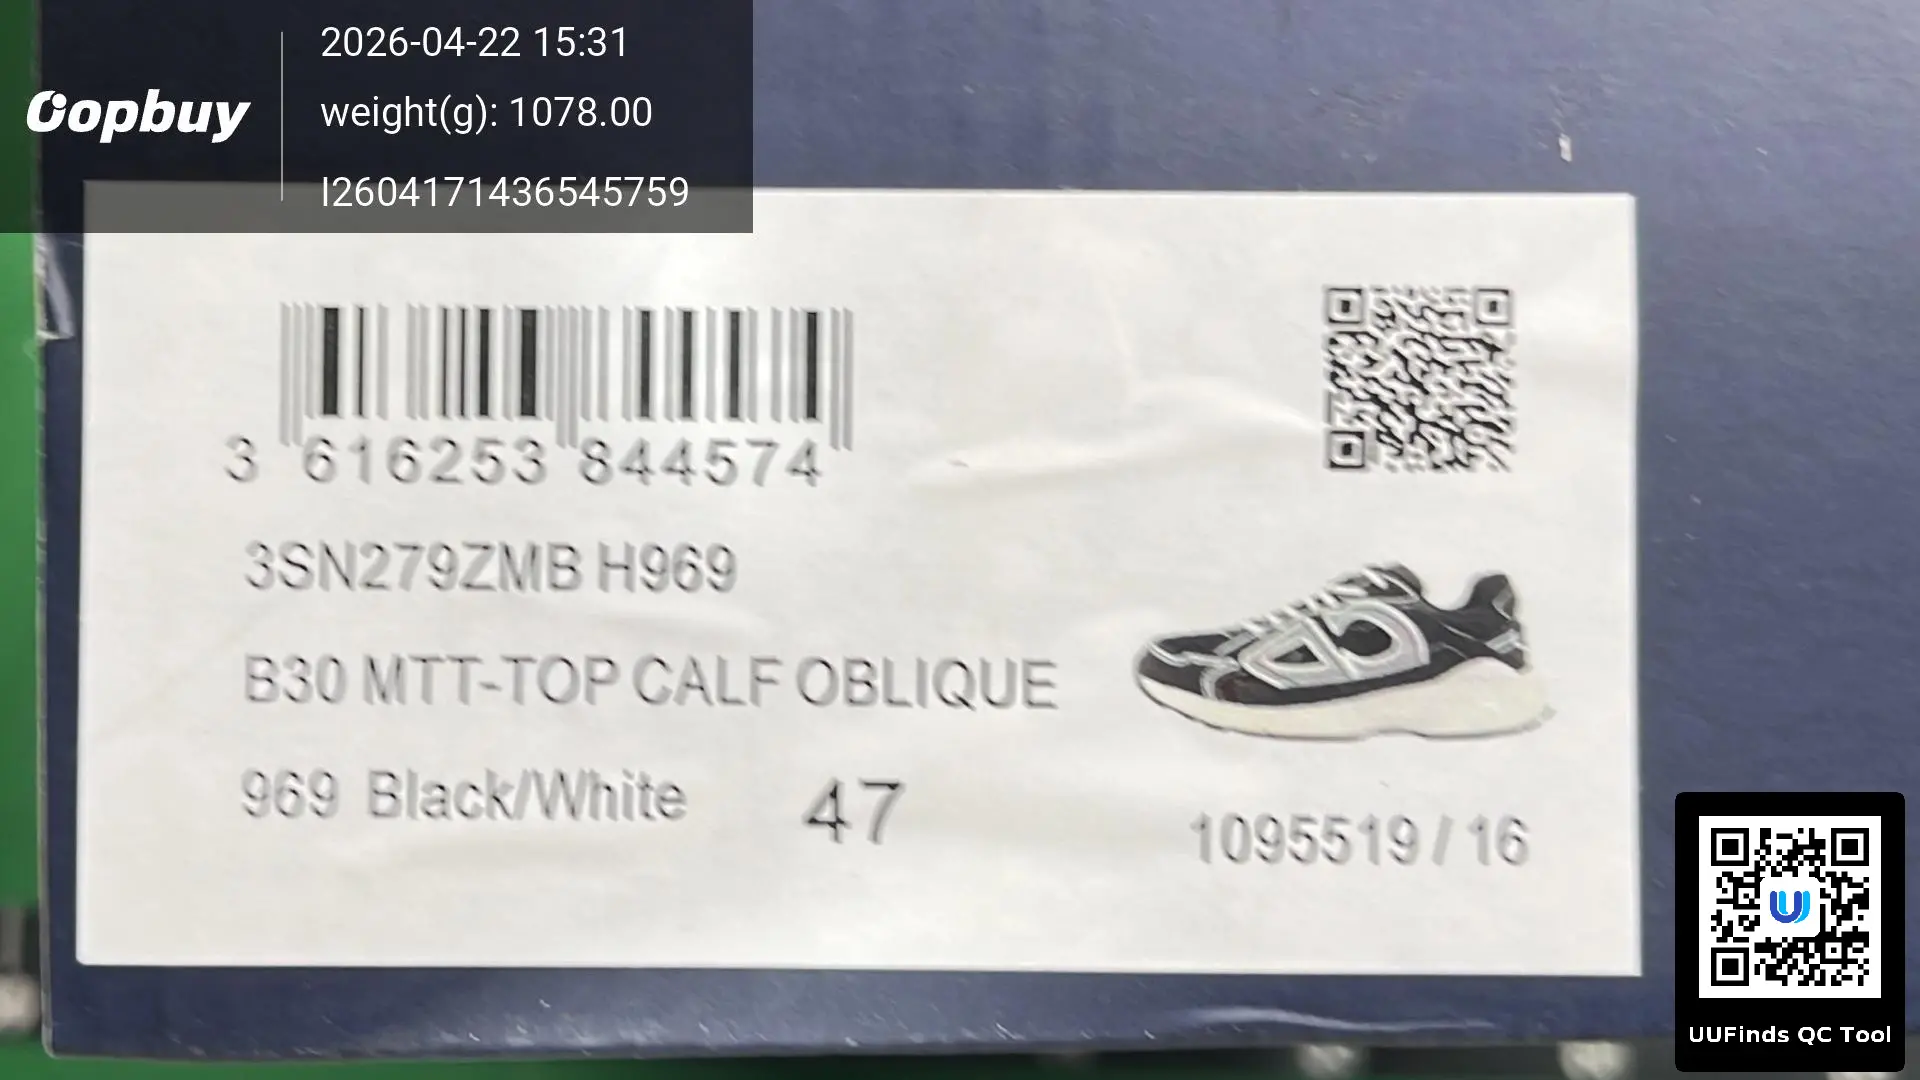 Oopbuy
2026-04-22 15:31
weight(g): 1078.00
I2604171436545759
3 616253 844574
3SN279ZMB H969
B30 MTT-TOP CALF OBLIQUE
969 Black/White 47
1095519 / 16
UUFinds QC Tool